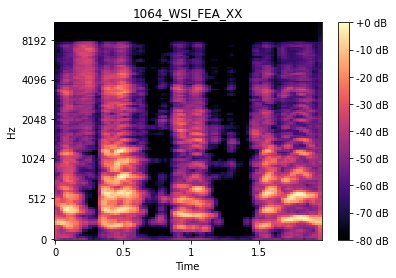 1064_WSI_FEA_XX
8192
4096
2048
1024
512
0
Hz
0
0.5
1
1.5
Time
+0 dB
-10 dB
-20 dB
-30 dB
-40 dB
-50 dB
-60 dB
-70 dB
-80 dB